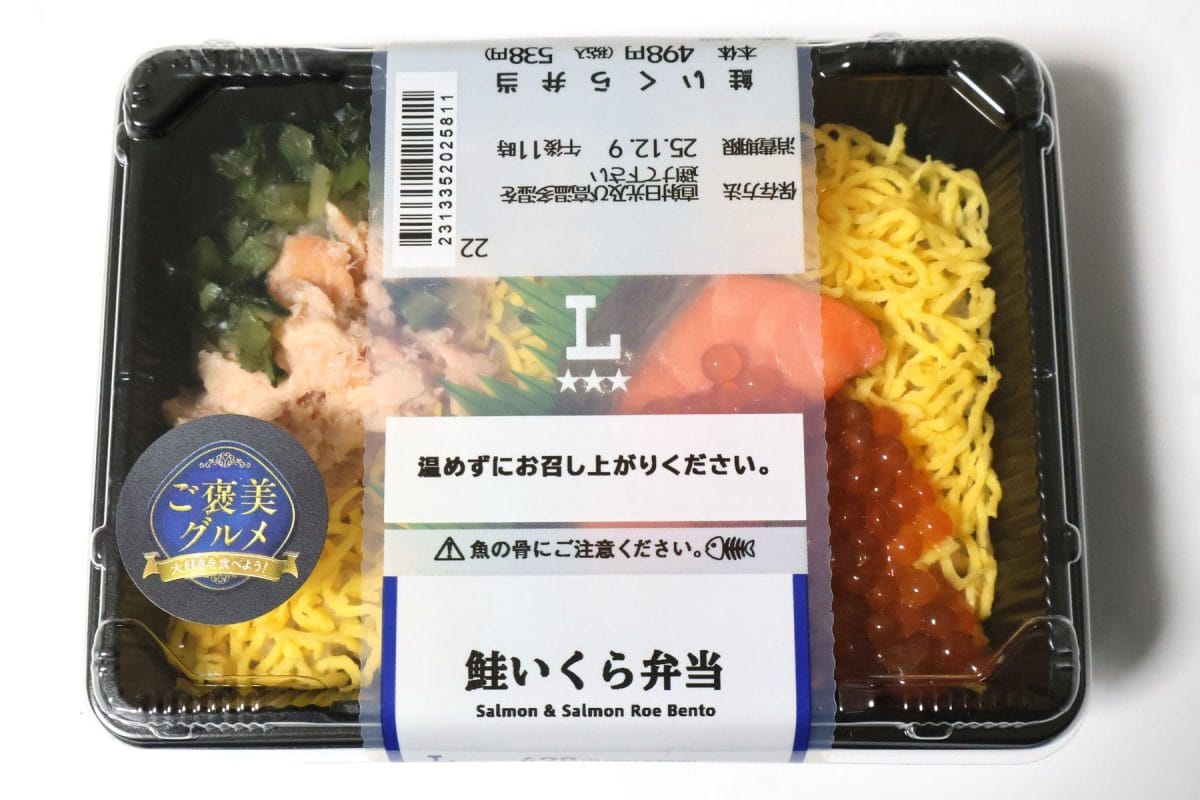 鮭いくら弁当
本体 498円 (税込 538円)
消費期限 25.12.9 午後11時
保存方法 直射日光及び高温多湿を
避けて下さい
22
2313352025811
L
温めずにお召し上がりください。
魚の骨にご注意ください。
鮭いくら弁当
Salmon & Salmon Roe Bento
ご褒美
グルメ